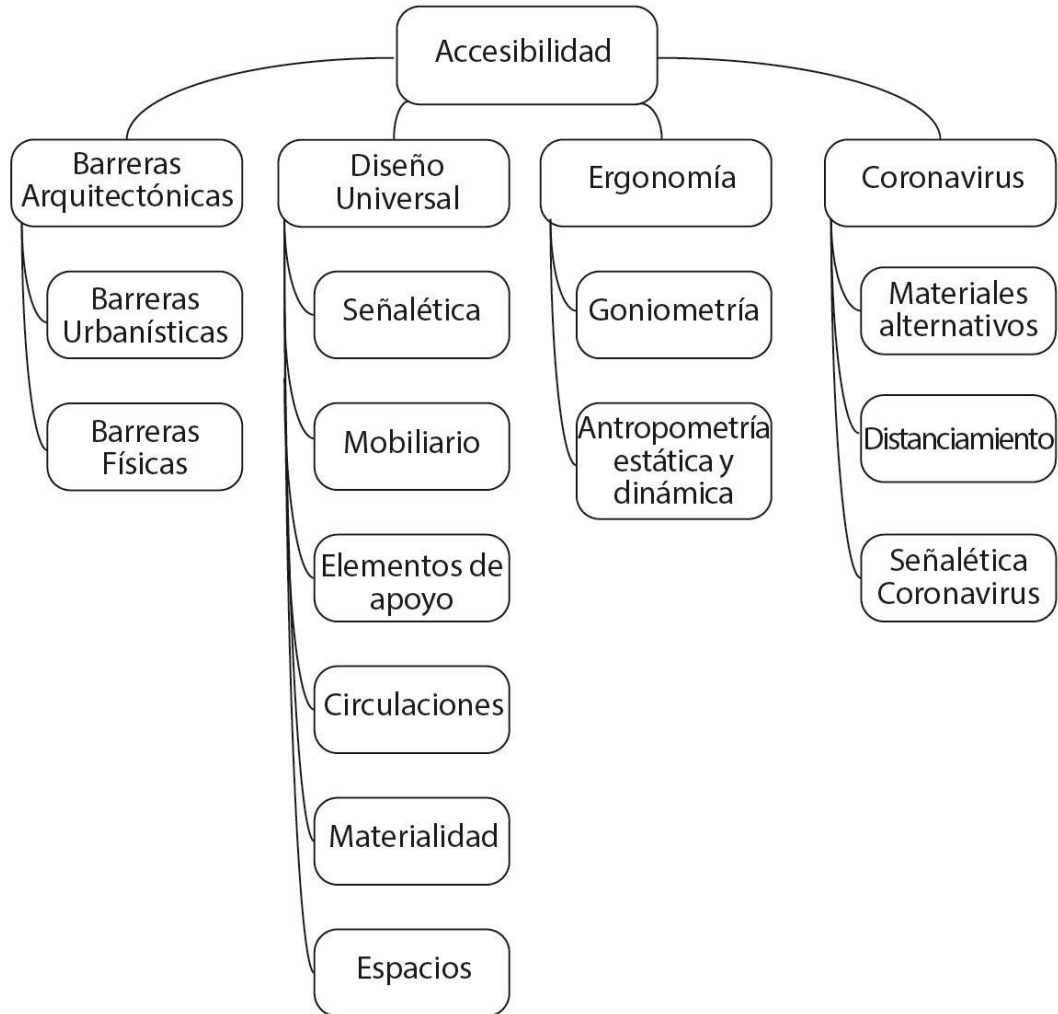 Accesibilidad
Barreras
Arquitectónicas
Barreras
Urbanísticas
Barreras
Físicas
Diseño
Universal
Señalética
Mobiliario
Elementos de
apoyo
Circulaciones
Materialidad
Espacios
Ergonomía
Goniometría
Antropometría
estática y
dinámica
Coronavirus
Materiales
alternativos
Distanciamiento
Señalética
Coronavirus